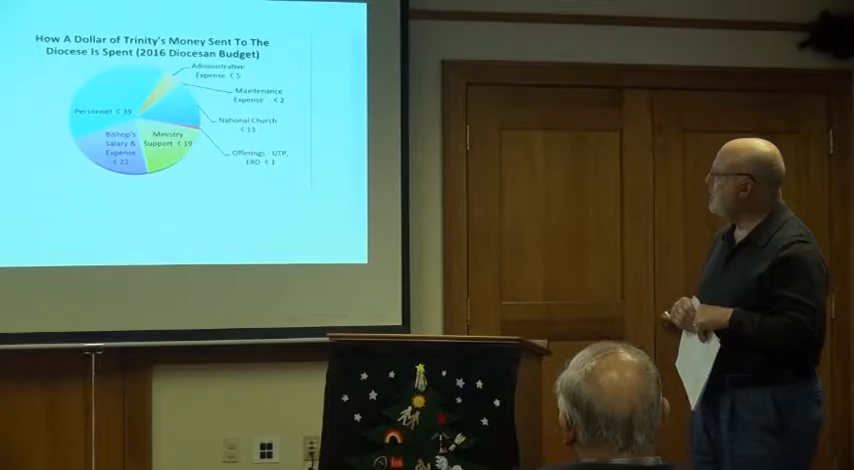 How A Dollar of Trinity's Money Sent To The
Diocese Is Spent (2016 Diocesan Budget)
Administrative
Expense ¢ 5
Maintenance
Expense ¢ 2
National Church
¢ 13
Offerings: UTP,
ERD ¢ 1
Ministry
Support ¢ 19
Bishop's
Salary &
Expense
¢ 22
Personnel ¢ 39